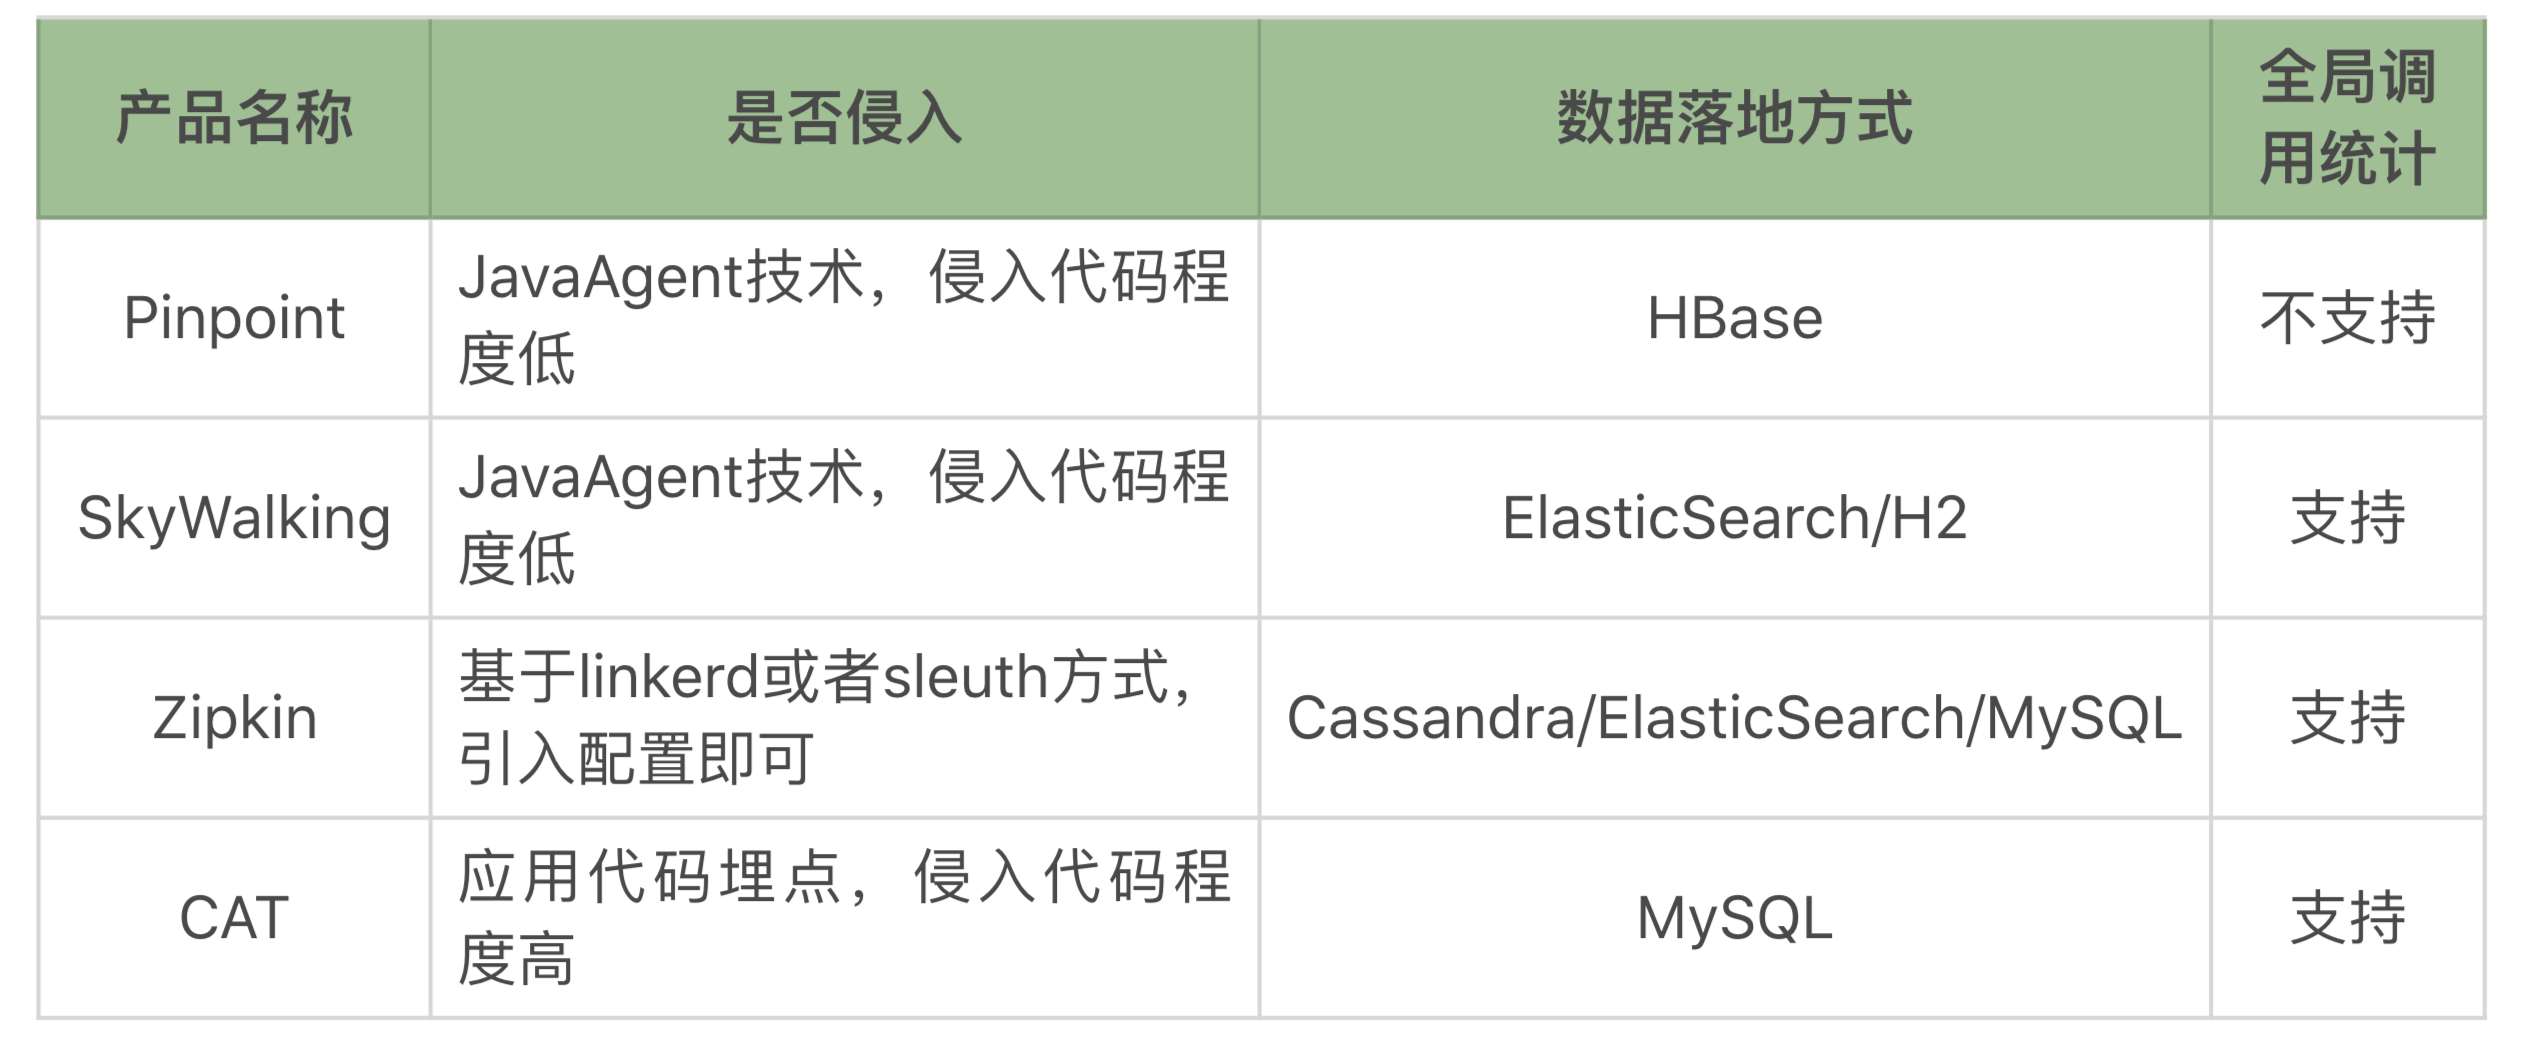 产品名称
是否侵入
数据落地方式
全局调
用统计
Pinpoint
JavaAgent技术，侵入代码程
度低
HBase
不支持
SkyWalking
JavaAgent技术，侵入代码程
度低
ElasticSearch/H2
支持
Zipkin
基于linkerd或者sleuth方式，
引入配置即可
Cassandra/ElasticSearch/MySQL
支持
CAT
应用代码埋点，侵入代码程
度高
MySQL
支持